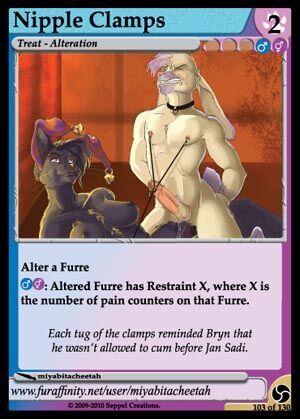 Nipple Clamps
2
Treat - Alteration
Alter a Furre
⚣⚥: Altered Furre has Restraint X, where X is
the number of pain counters on that Furre.
Each tug of the clamps reminded Bryn that
he wasn't allowed to cum before Jan Sadi.
miyabitacheetah
www.furaffinity.net/user/miyabitacheetah
© 2009-2010 Seppel Creations.
103 of 130